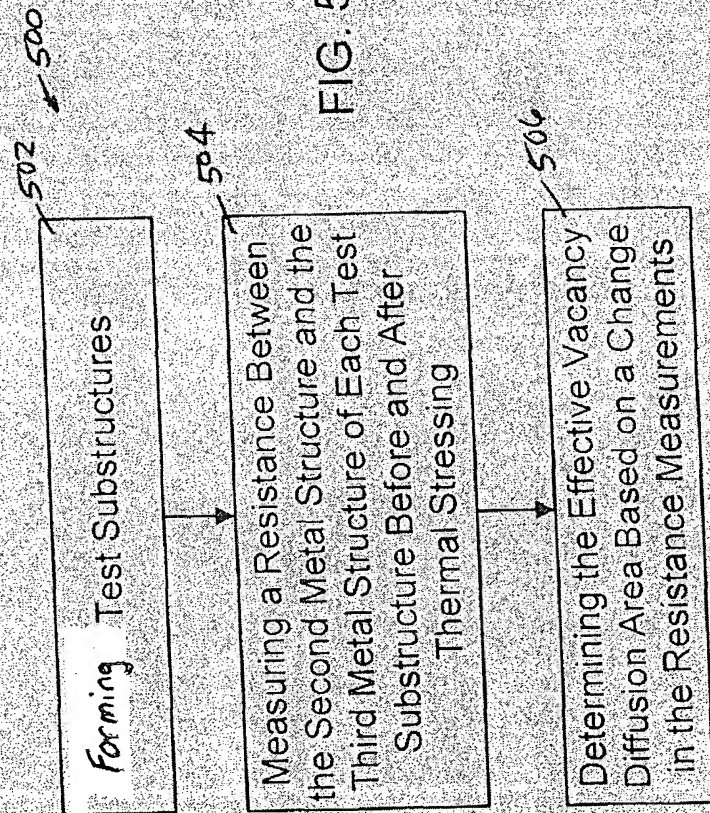 500
502
Forming Test Substructures
504
Measuring a Resistance Between
the Second Metal Structure and the
Third Metal Structure of Each Test
Substructure Before and After
Thermal Stressing
506
Determining the Effective Vacancy
Diffusion Area Based on a Change
in the Resistance Measurements
FIG. 5